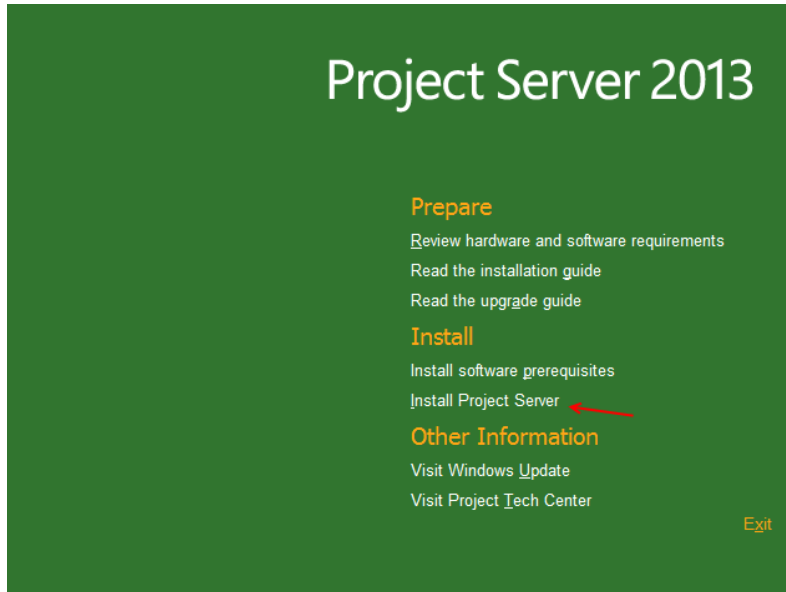 Project Server 2013
Prepare
Review hardware and software requirements
Read the installation guide
Read the upgrade guide
Install
Install software prerequisites
Install Project Server
Other Information
Visit Windows Update
Visit Project Tech Center
Exit